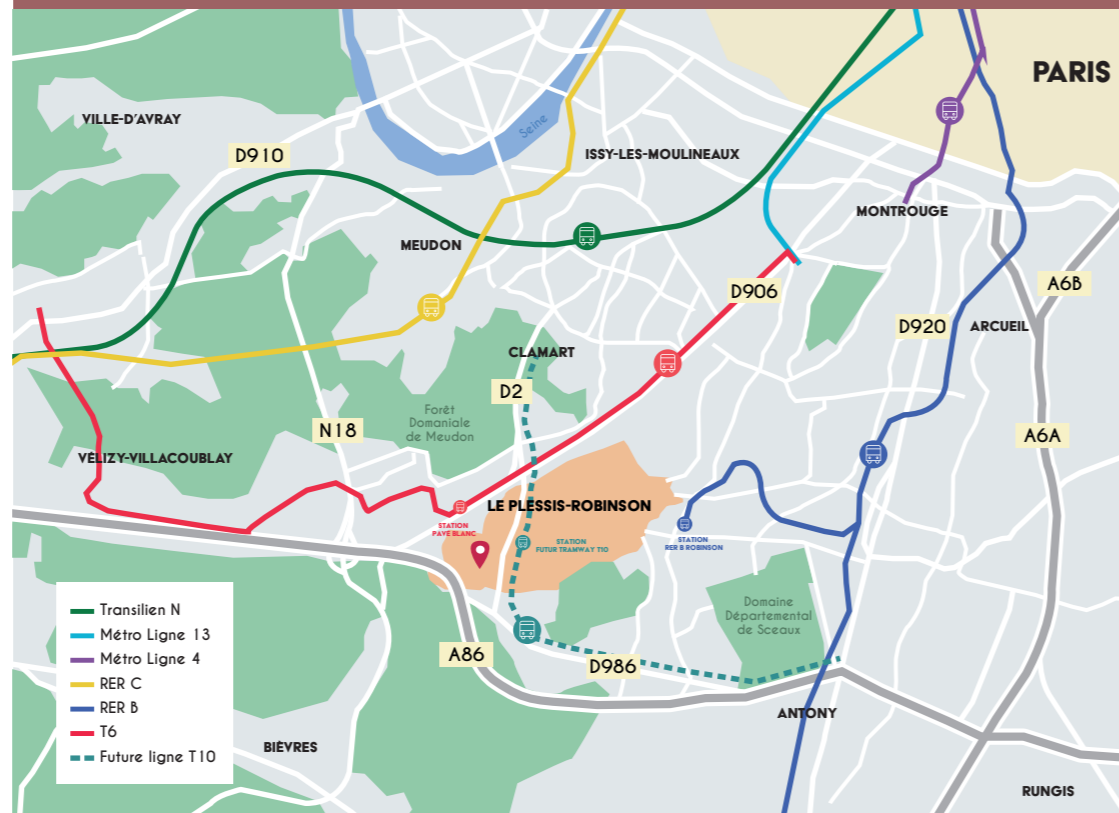 PARIS
VILLE-D'AVRAY
Seine
D910
ISSY-LES-MOULINEAUX
MONTROUGE
MEUDON
A6B
D906
D920
ARCUEIL
CLAMART
D2
Forêt
Domaniale
de Meudon
N18
A6A
VÉLIZY-VILLACOUBLAY
LE PLESSIS-ROBINSON
STATION
PAVÉ BLANC
STATION
FUTUR TRAMWAY T10
STATION
RER B ROBINSON
Domaine
Départemental
de Sceaux
A86
D986
ANTONY
BIÈVRES
RUNGIS
Transilien N
Métro Ligne 13
Métro Ligne 4
RER C
RER B
T6
Future ligne T10